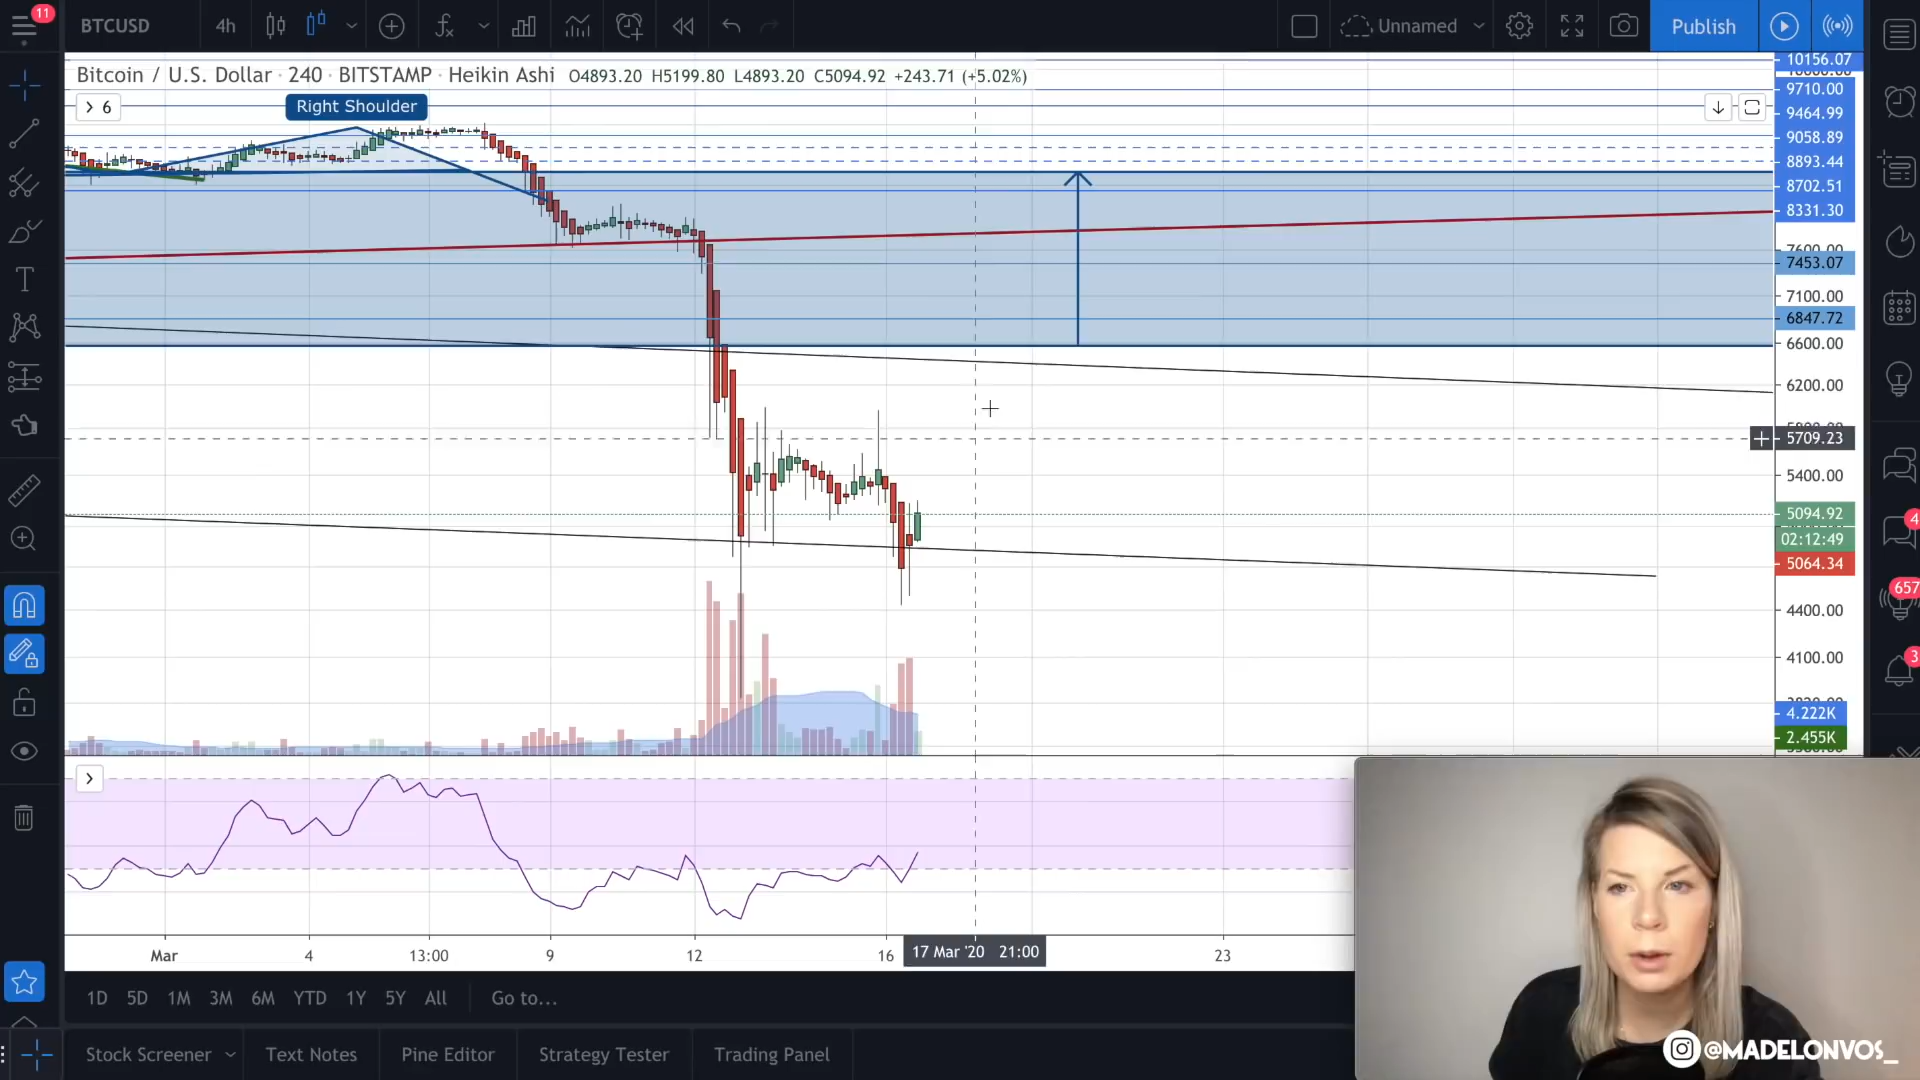 11
BTCUSD
4h
Unnamed
Publish
Bitcoin / U.S. Dollar · 240 · BITSTAMP · Heikin Ashi O4893.20 H5199.80 L4893.20 C5094.92 +243.71 (+5.02%)
6
Right Shoulder
10156.07
9710.00
9464.99
9058.89
8893.44
8702.51
8331.30
7453.07
7100.00
6847.72
6600.00
6200.00
5709.23
5400.00
5094.92
02:12:49
5064.34
4400.00
4100.00
4.222K
2.455K
4
657
3
Mar
4
13:00
9
12
16
17 Mar '20 21:00
23
1D 5D 1M 3M 6M YTD 1Y 5Y All Go to...
Stock Screener Text Notes Pine Editor Strategy Tester Trading Panel
@MADELONVOS_